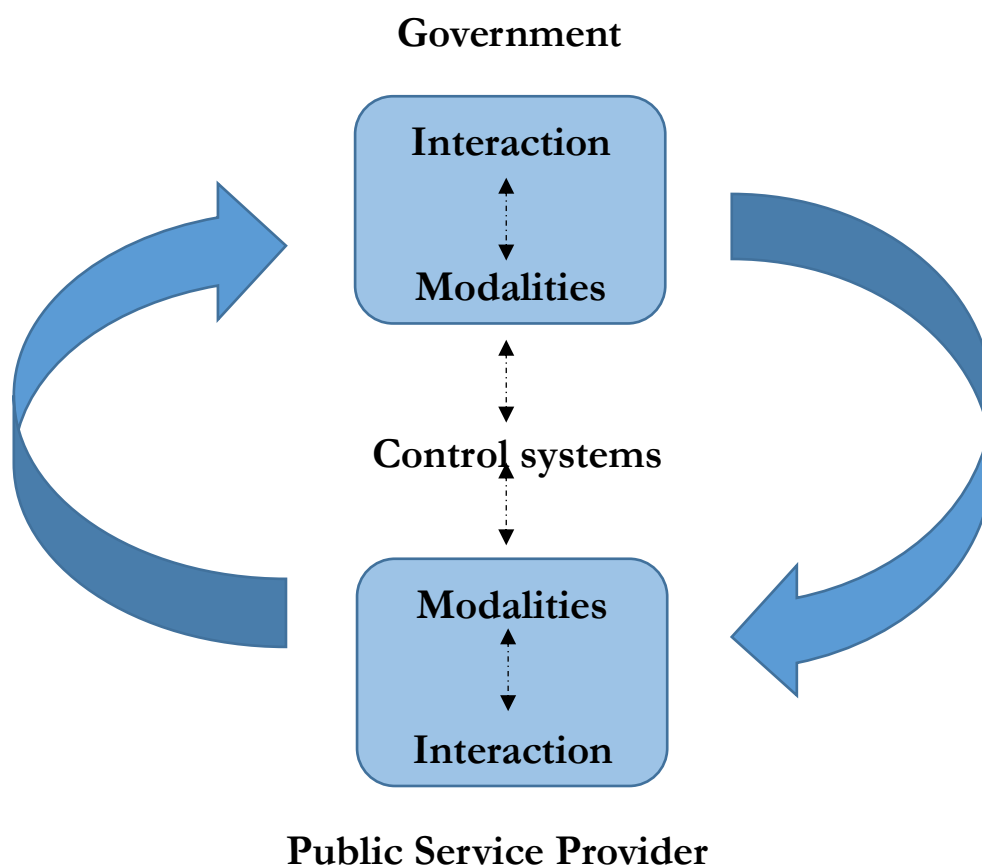 Government
Interaction
Modalities
Control systems
Modalities
Interaction
Public Service Provider